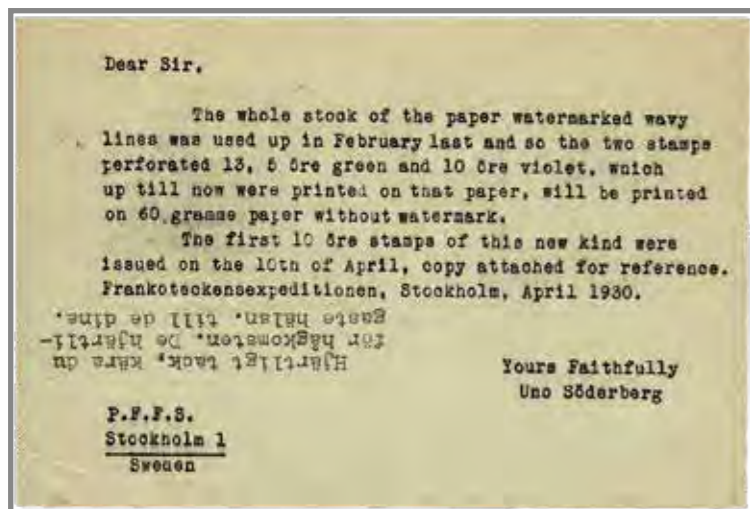 Dear Sir,
The whole stock of the paper watermarked wavy
lines was used up in February last and so the two stamps
perforated 13, 5 öre green and 10 öre violet, which
up till now were printed on that paper, will be printed
on 60 gramme paper without watermark.
The first 10 öre stamps of this new kind were
issued on the 10th of April, copy attached for reference.
Frankoteckensexpeditionen, Stockholm, April 1930.
Hjärtligt tack, kära du
för hågkomsten. De hjärtli-
gaste hälsn. till de dina.
Yours Faithfully
Uno Söderberg
P.F.F.S.
Stockholm 1
Sweden